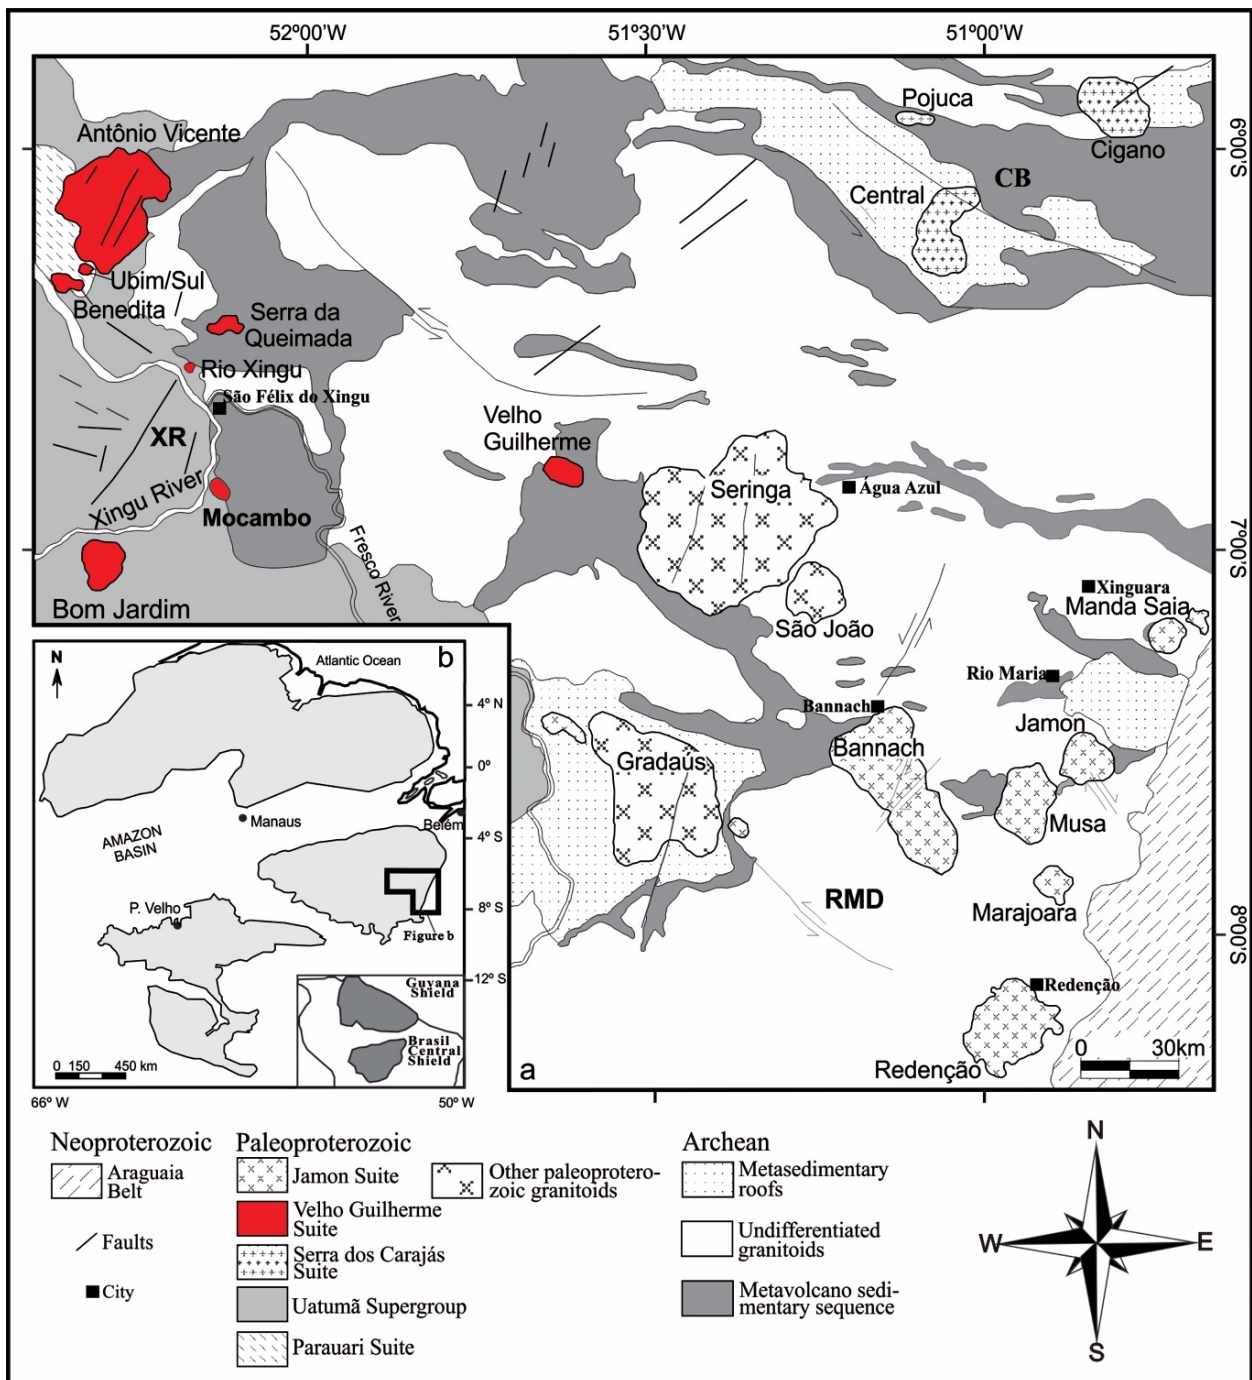 52º00'W
51º30'W
51º00'W
Antônio Vicente
Pojuca
Cigano
6º00'S
CB
Central
Ubim/Sul
Benedita
Serra da
Queimada
Rio Xingu
São Félix do Xingu
XR
Velho
Guilherme
Seringa
Água Azul
Xingu River
Mocambo
Fresco River
7º00'S
Bom Jardim
Xinguara
Manda Saia
São João
Rio Maria
Bannach
Jamon
Bannach
Gradaús
Musa
RMD
Marajoara
8º00'S
Redenção
Redenção
0 30km
a
b
N
Atlantic Ocean
4º N
0º
Manaus
Belém
4º S
AMAZON
BASIN
P. Velho
8º S
Figure b
12º S
Guyana
Shield
Brasil
Central
Shield
0 150 450 km
66º W
50º W
Neoproterozoic
Araguaia
Belt
Faults
City
Paleoproterozoic
Jamon Suite
Velho Guilherme
Suite
Serra dos Carajás
Suite
Uatumã Supergroup
Parauari Suite
Other paleoprotero-
zoic granitoids
Archean
Metasedimentary
roofs
Undifferentiated
granitoids
Metavolcano sedi-
mentary sequence
N
W
E
S